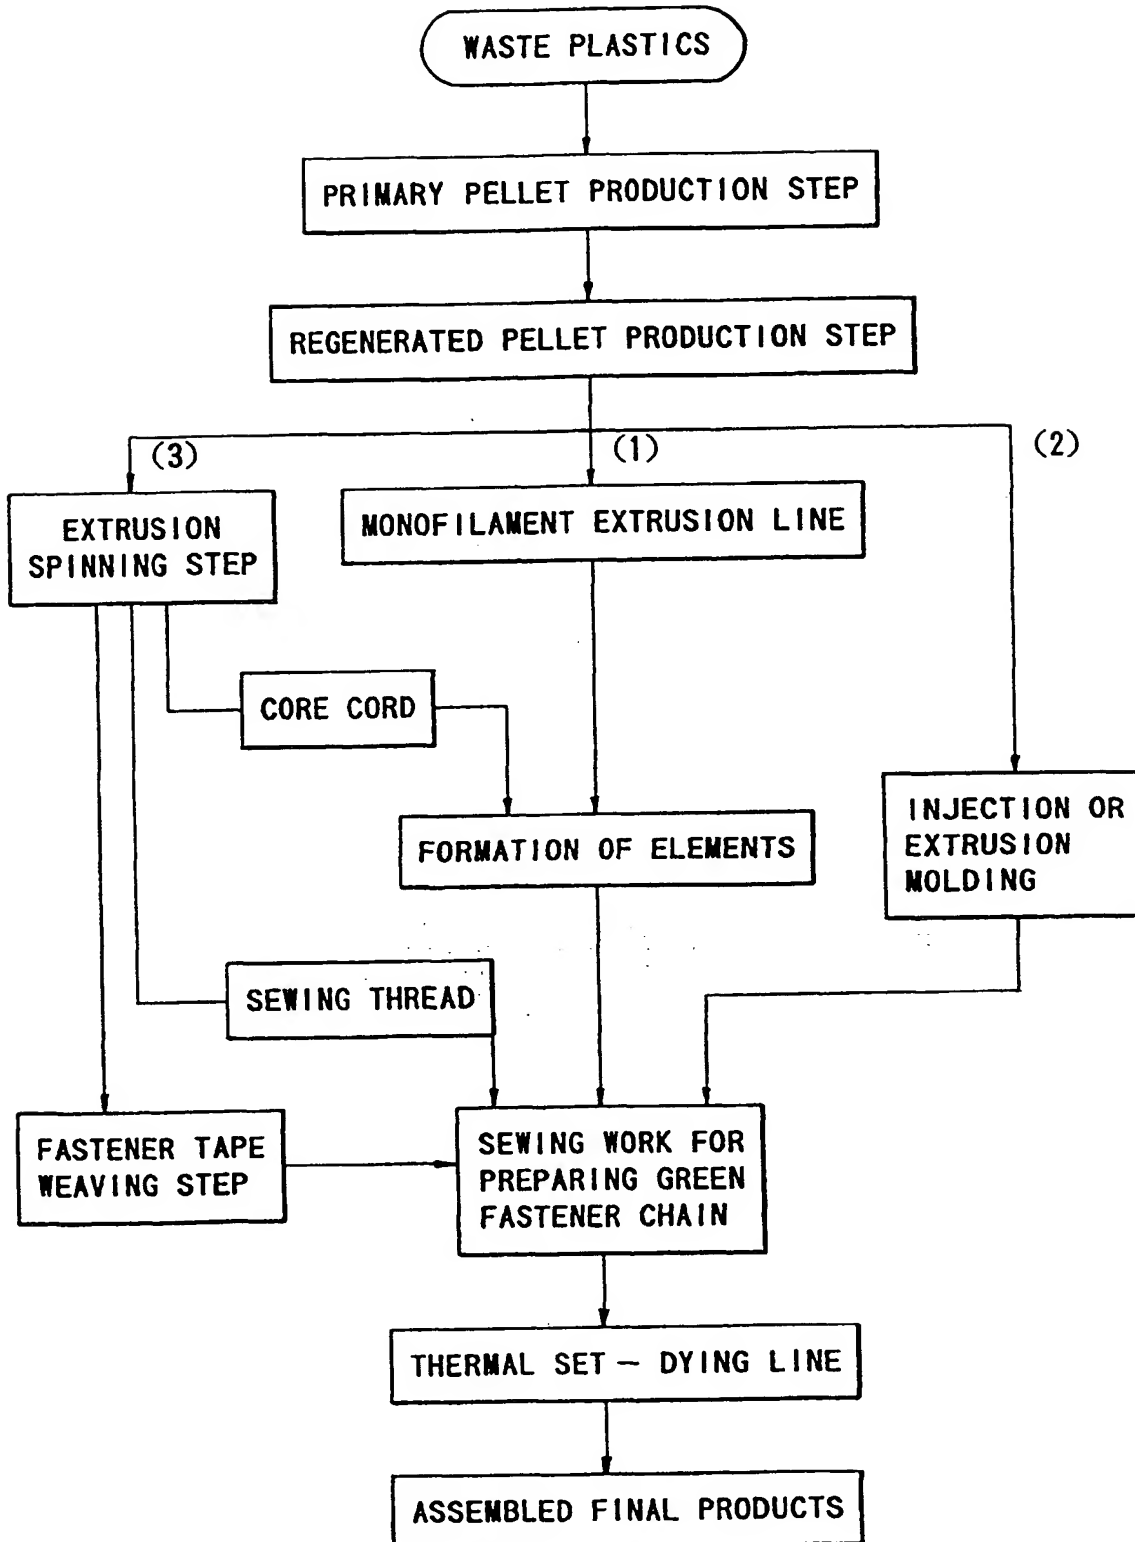 WASTE PLASTICS
PRIMARY PELLET PRODUCTION STEP
REGENERATED PELLET PRODUCTION STEP
(3)
(1)
(2)
EXTRUSION
SPINNING STEP
MONOFILAMENT EXTRUSION LINE
CORE CORD
FORMATION OF ELEMENTS
INJECTION OR
EXTRUSION
MOLDING
SEWING THREAD
FASTENER TAPE
WEAVING STEP
SEWING WORK FOR
PREPARING GREEN
FASTENER CHAIN
THERMAL SET – DYING LINE
ASSEMBLED FINAL PRODUCTS